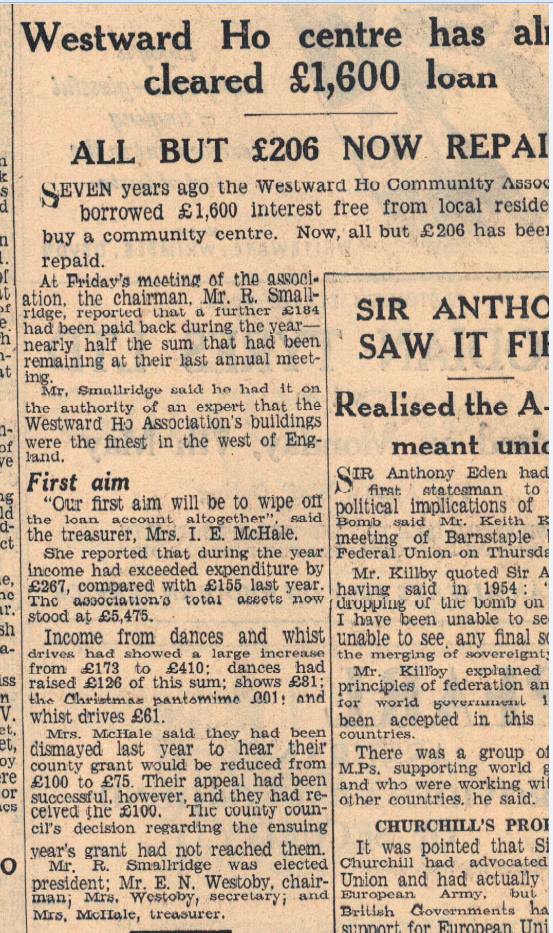 Westward Ho centre has al
cleared £1,600 loan
ALL BUT £206 NOW REPAI
SEVEN years ago the Westward Ho Community Assoc
borrowed £1,600 interest free from local reside
buy a community centre. Now, all but £206 has been
repaid.
At Friday's meeting of the associ-
ation, the chairman, Mr. R. Small-
ridge, reported that a further £184
had been paid back during the year—
nearly half the sum that had been
remaining at their last annual meet-
ing.
Mr. Smallridge said he had it on
the authority of an expert that the
Westward Ho Association's buildings
were the finest in the west of Eng-
land.
First aim
"Our first aim will be to wipe off
the loan account altogether", said
the treasurer, Mrs. I. E. McHale.
She reported that during the year
income had exceeded expenditure by
£267, compared with £155 last year.
The association's total assets now
stood at £5,475.
Income from dances and whist
drives had showed a large increase
from £173 to £410; dances had
raised £126 of this sum; shows £81;
the Christmas pantomime £91; and
whist drives £61.
Mrs. McHale said they had been
dismayed last year to hear their
county grant would be reduced from
£100 to £75. Their appeal had been
successful, however, and they had re-
ceived the £100. The county coun-
cil's decision regarding the ensuing
year's grant had not reached them.
Mr. R. Smallridge was elected
president; Mr. E. N. Westoby, chair-
man; Mrs. Westoby, secretary; and
Mrs. McHale, treasurer.
SIR ANTHO
SAW IT FI
Realised the A-
meant unio
SIR Anthony Eden had
first statesman to
political implications of
Bomb said Mr. Keith K
meeting of Barnstaple
Federal Union on Thursda
Mr. Killby quoted Sir A
having said in 1954:
dropping of the bomb on
I have been unable to se
unable to see any final so
the merging of sovereignty
Mr. Killby explained
principles of federation an
for world government
been accepted in this
countries.
There was a group of
M.Ps. supporting world g
and who were working wi
other countries, he said.
CHURCHILL'S PRO
It was pointed that Si
Churchill had advocated
Union and had actually
European Army, but
British Governments ha
support for European Uni